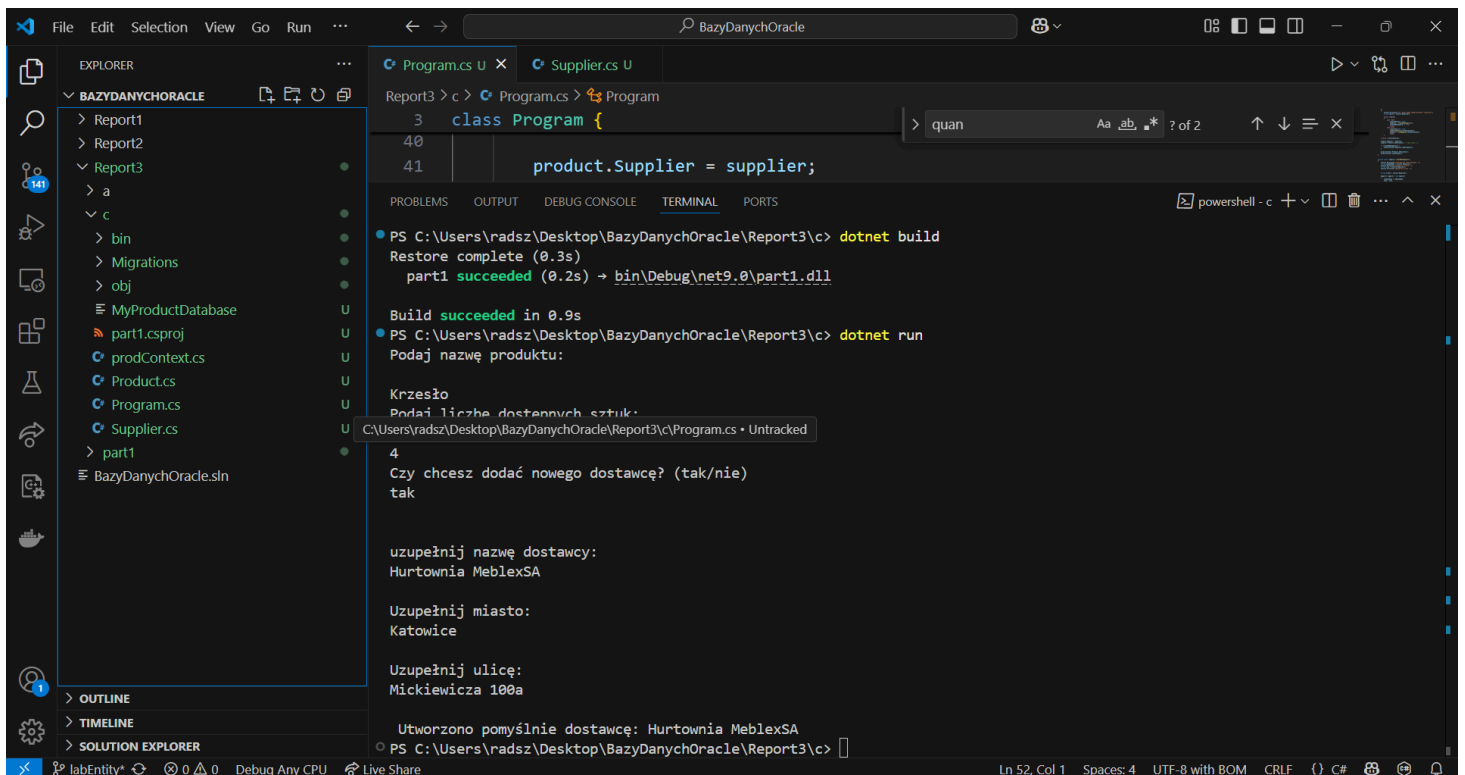 File Edit Selection View Go Run ···
BazyDanychOracle
EXPLORER ···
Program.cs U
Supplier.cs U
BAZYDANYCHORACLE
Report3 > c > Program.cs > Program
Report1
3 class Program {
quan
Aa ab .* ? of 2
Report2
40
Report3
41 product.Supplier = supplier;
141
a
c
PROBLEMS OUTPUT DEBUG CONSOLE TERMINAL PORTS
powershell - c
bin
Migrations
obj
MyProductDatabase U
part1.csproj U
prodContext.cs U
Product.cs U
Program.cs U
Supplier.cs U
part1
BazyDanychOracle.sln
PS C:\Users\radsz\Desktop\BazyDanychOracle\Report3\c> dotnet build
Restore complete (0.3s)
part1 succeeded (0.2s) → bin\Debug\net9.0\part1.dll
Build succeeded in 0.9s
PS C:\Users\radsz\Desktop\BazyDanychOracle\Report3\c> dotnet run
Podaj nazwę produktu:
Krzesło
Podaj liczbę dostępnych sztuk:
C:\Users\radsz\Desktop\BazyDanychOracle\Report3\c\Program.cs • Untracked
4
Czy chcesz dodać nowego dostawcę? (tak/nie)
tak
uzupełnij nazwę dostawcy:
Hurtownia MeblexSA
Uzupełnij miasto:
Katowice
Uzupełnij ulicę:
Mickiewicza 100a
Utworzono pomyślnie dostawcę: Hurtownia MeblexSA
PS C:\Users\radsz\Desktop\BazyDanychOracle\Report3\c>
1
OUTLINE
TIMELINE
SOLUTION EXPLORER
labEntity* 0 0 Debug Any CPU Live Share
Ln 52, Col 1 Spaces: 4 UTF-8 with BOM CRLF {} C#